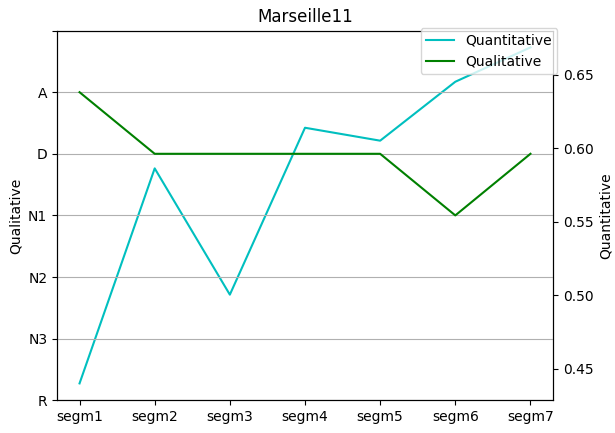 Marseille11
Quantitative
Qualitative
A
D
N1
N2
N3
R
Qualitative
0.65
0.60
0.55
0.50
0.45
Quantitative
segm1 segm2 segm3 segm4 segm5 segm6 segm7